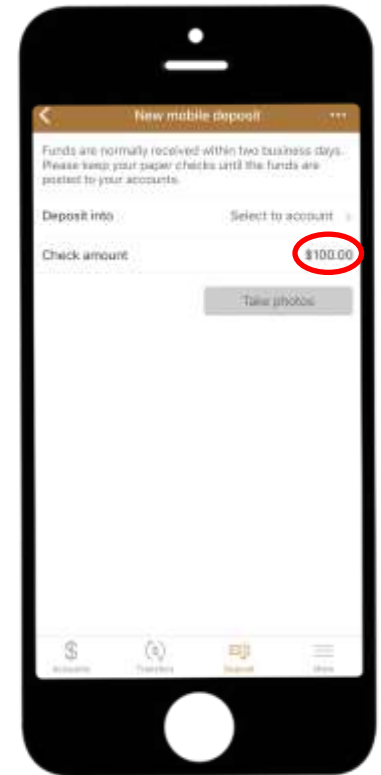 New mobile deposit
Funds are normally received within two business days.
Please keep your paper checks until the funds are
posted to your accounts.
Deposit into Select to account
Check amount $100.00
Take photos
Accounts Transfers Deposit More